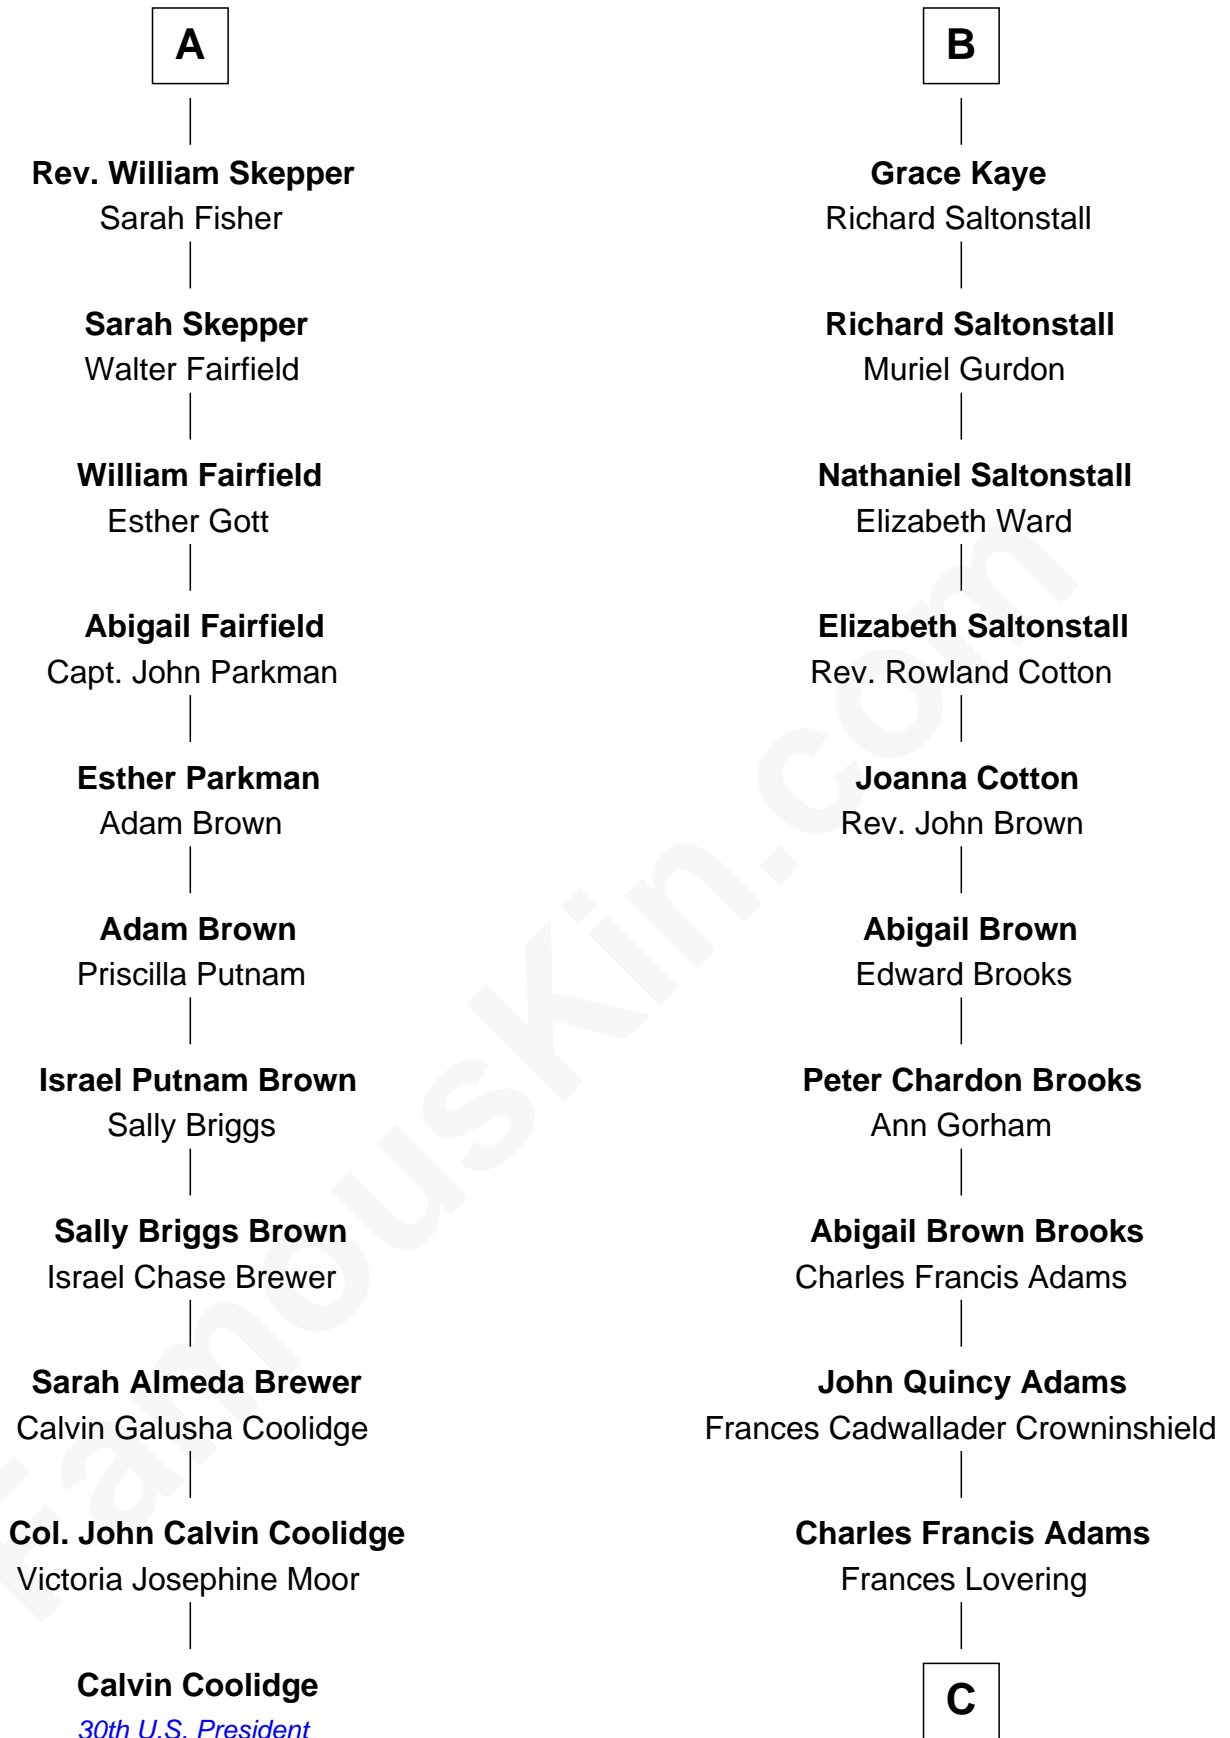 A
Rev. William Skepper
Sarah Fisher
Sarah Skepper
Walter Fairfield
William Fairfield
Esther Gott
Abigail Fairfield
Capt. John Parkman
Esther Parkman
Adam Brown
Adam Brown
Priscilla Putnam
Israel Putnam Brown
Sally Briggs
Sally Briggs Brown
Israel Chase Brewer
Sarah Almeda Brewer
Calvin Galusha Coolidge
Col. John Calvin Coolidge
Victoria Josephine Moor
Calvin Coolidge
30th U.S. President
B
Grace Kaye
Richard Saltonstall
Richard Saltonstall
Muriel Gurdon
Nathaniel Saltonstall
Elizabeth Ward
Elizabeth Saltonstall
Rev. Rowland Cotton
Joanna Cotton
Rev. John Brown
Abigail Brown
Edward Brooks
Peter Chardon Brooks
Ann Gorham
Abigail Brown Brooks
Charles Francis Adams
John Quincy Adams
Frances Cadwallader Crowninshield
Charles Francis Adams
Frances Lovering
C
FamousKin.com